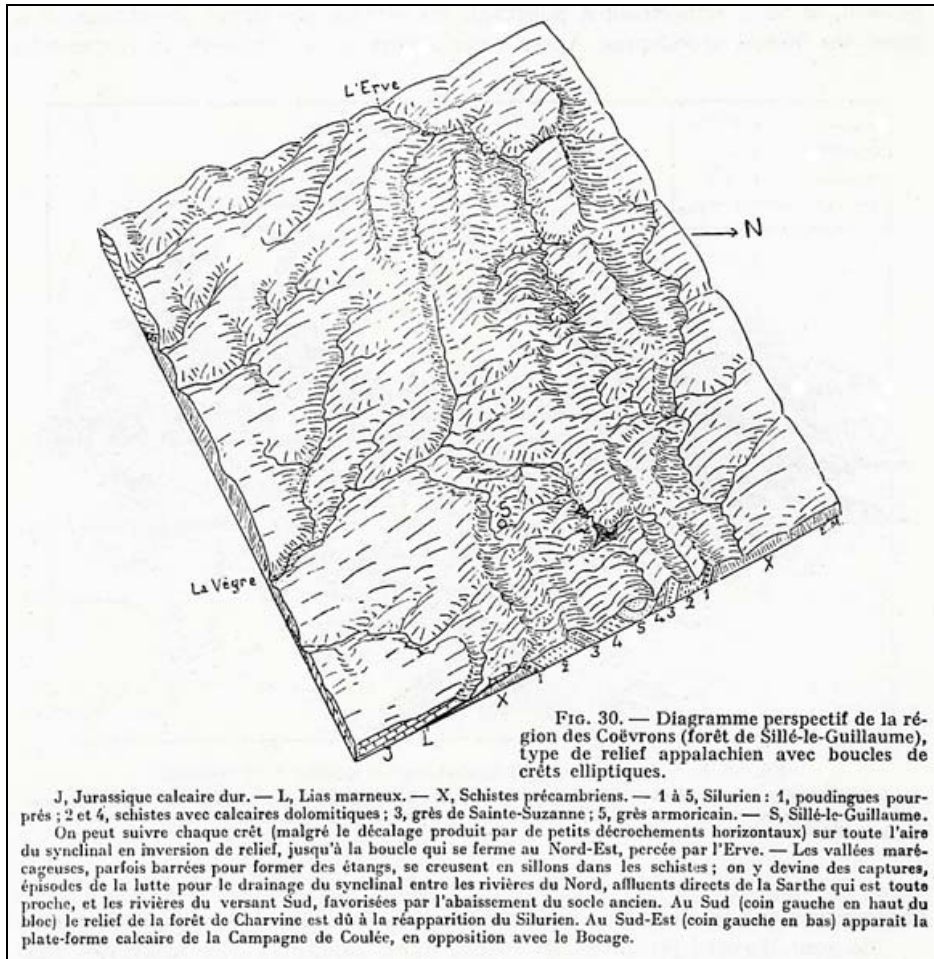 L'Erve
N
La Vègre
S
J
L
X
1
2
3
4
5
4
3
2
1
X
FIG. 30. — Diagramme perspectif de la ré-
gion des Coëvrons (forêt de Sillé-le-Guillaume),
type de relief appalachien avec boucles de
crêts elliptiques.
J, Jurassique calcaire dur. — L, Lias marneux. — X, Schistes précambriens. — 1 à 5, Silurien : 1, poudingues pour-
prés ; 2 et 4, schistes avec calcaires dolomitiques ; 3, grès de Sainte-Suzanne ; 5, grès armoricain. — S, Sillé-le-Guillaume.
On peut suivre chaque crêt (malgré le décalage produit par de petits décrochements horizontaux) sur toute l'aire
du synclinal en inversion de relief, jusqu'à la boucle qui se ferme au Nord-Est, percée par l'Erve. — Les vallées maré-
cageuses, parfois barrées pour former des étangs, se creusent en sillons dans les schistes ; on y devine des captures,
épisodes de la lutte pour le drainage du synclinal entre les rivières du Nord, affluents directs de la Sarthe qui est toute
proche, et les rivières du versant Sud, favorisées par l'abaissement du socle ancien. Au Sud (coin gauche en haut du
bloc) le relief de la forêt de Charvine est dû à la réapparition du Silurien. Au Sud-Est (coin gauche en bas) apparaît la
plate-forme calcaire de la Campagne de Coulée, en opposition avec le Bocage.